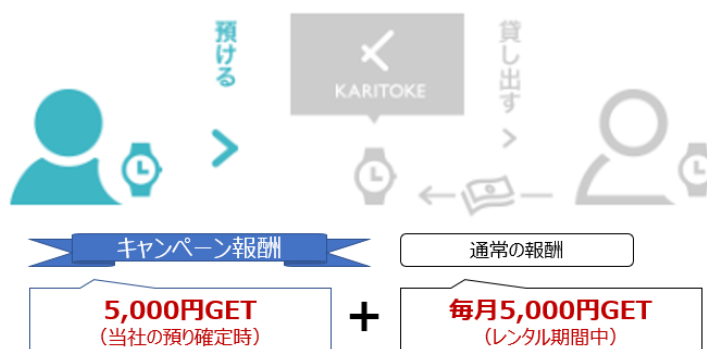 預ける
KARITOKE
貸し出す
キャンペーン報酬
通常の報酬
5,000円GET
(当社の預り確定時)
+
毎月5,000円GET
(レンタル期間中)